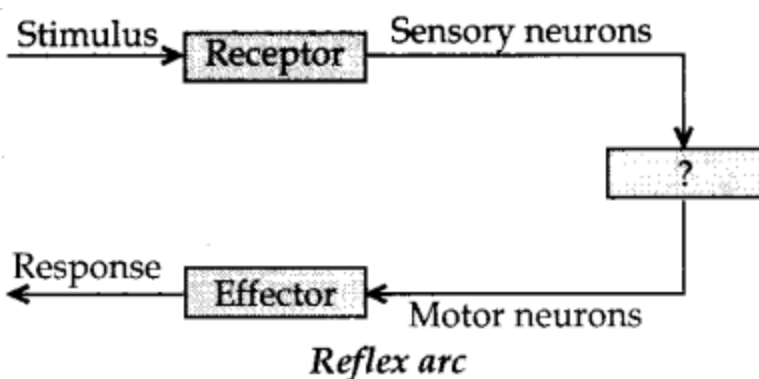 Stimulus
Receptor
Sensory neurons
?
Response
Effector
Motor neurons
Reflex arc